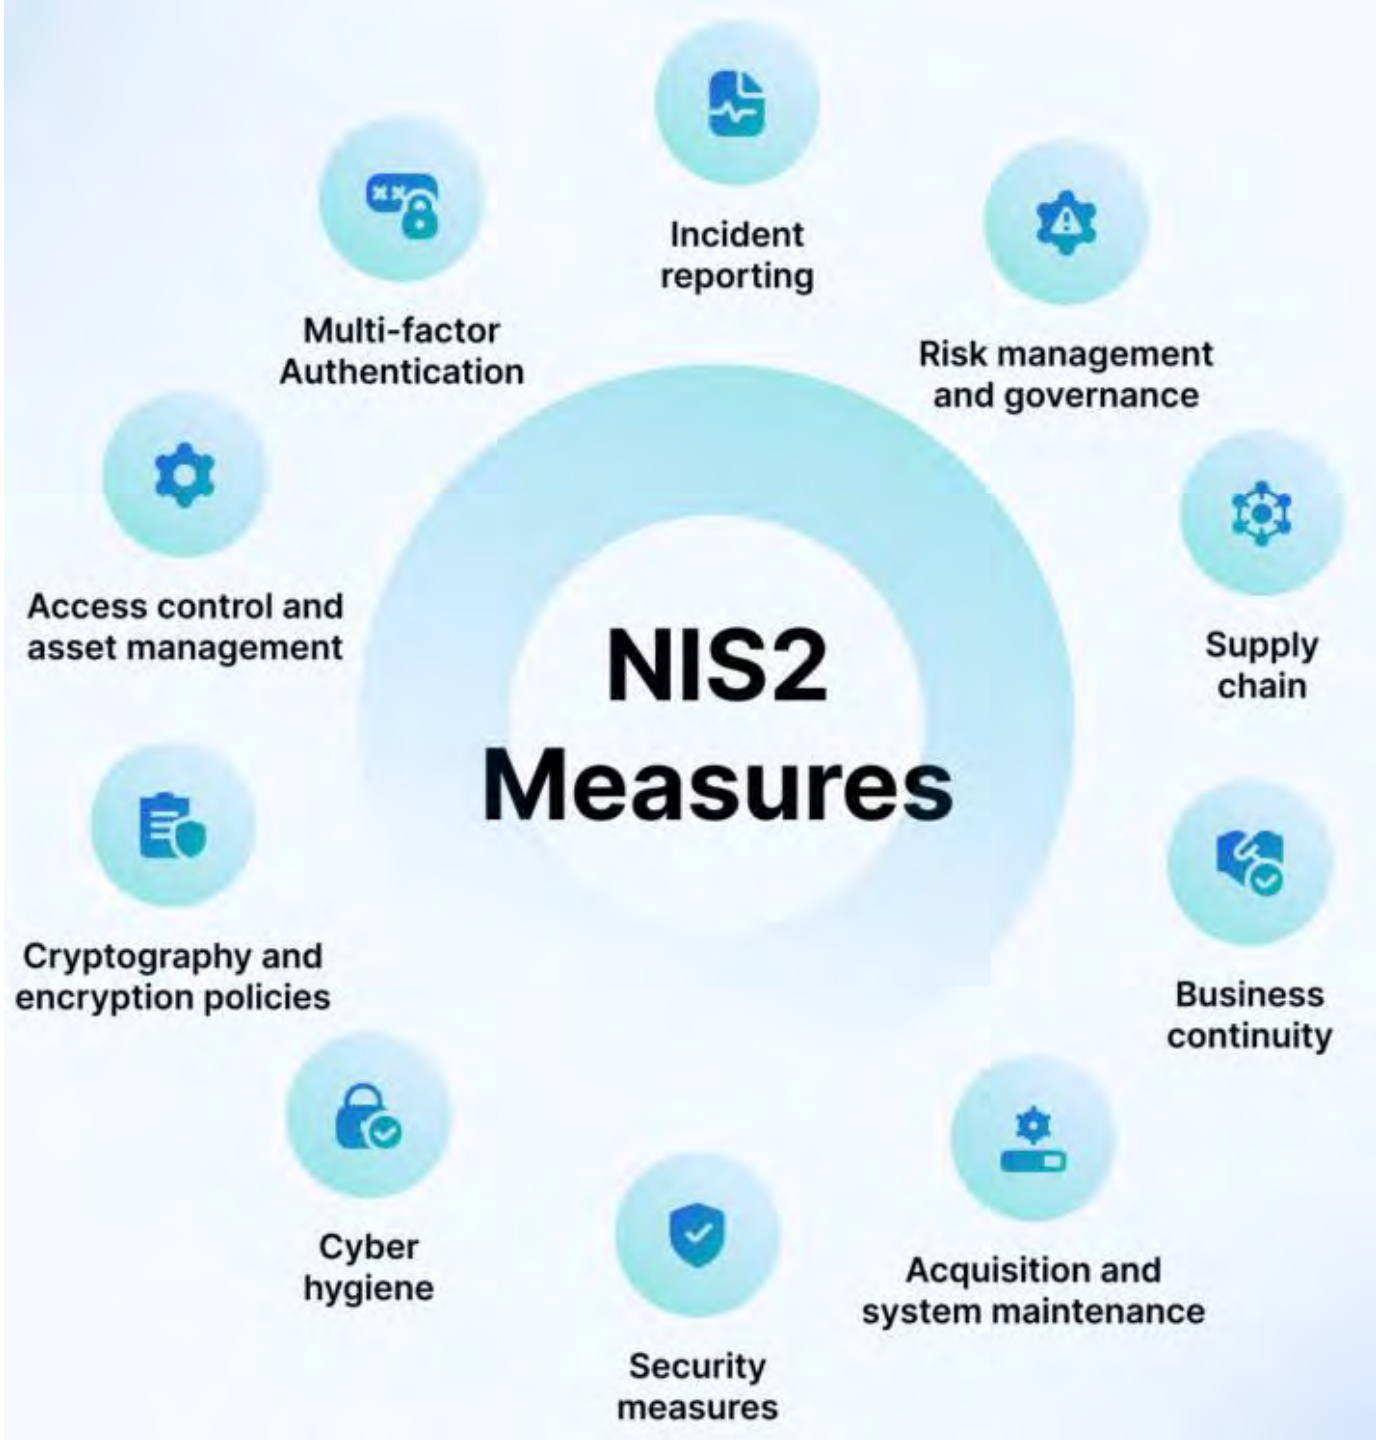 Incident
reporting
Multi-factor
Authentication
Risk management
and governance
Access control and
asset management
Supply
chain
NIS2
Measures
Cryptography and
encryption policies
Business
continuity
Cyber
hygiene
Acquisition and
system maintenance
Security
measures